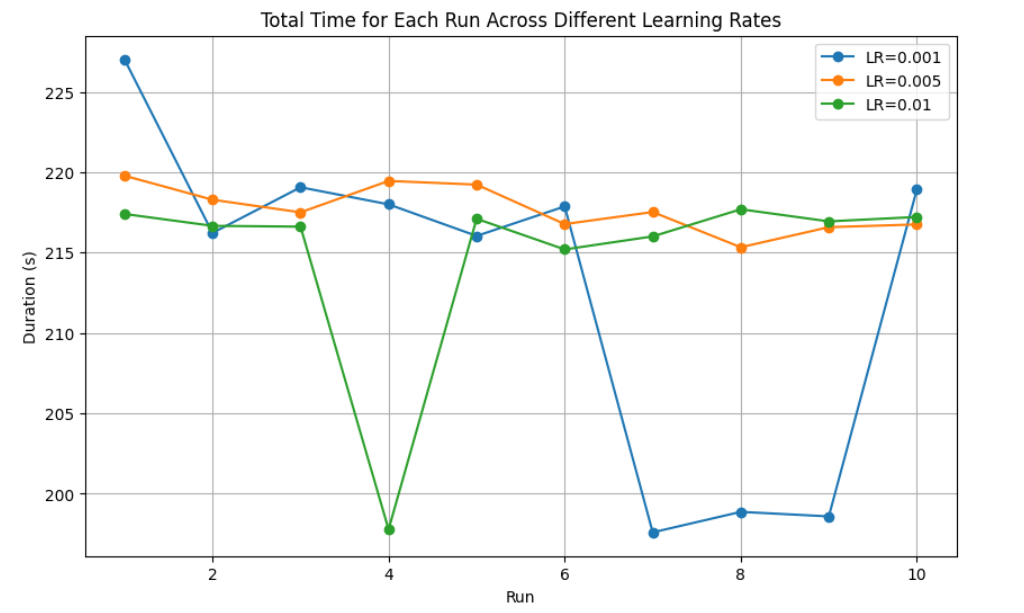 Total Time for Each Run Across Different Learning Rates
LR=0.001
LR=0.005
LR=0.01
225
220
215
210
205
200
Duration (s)
2 4 6 8 10
Run